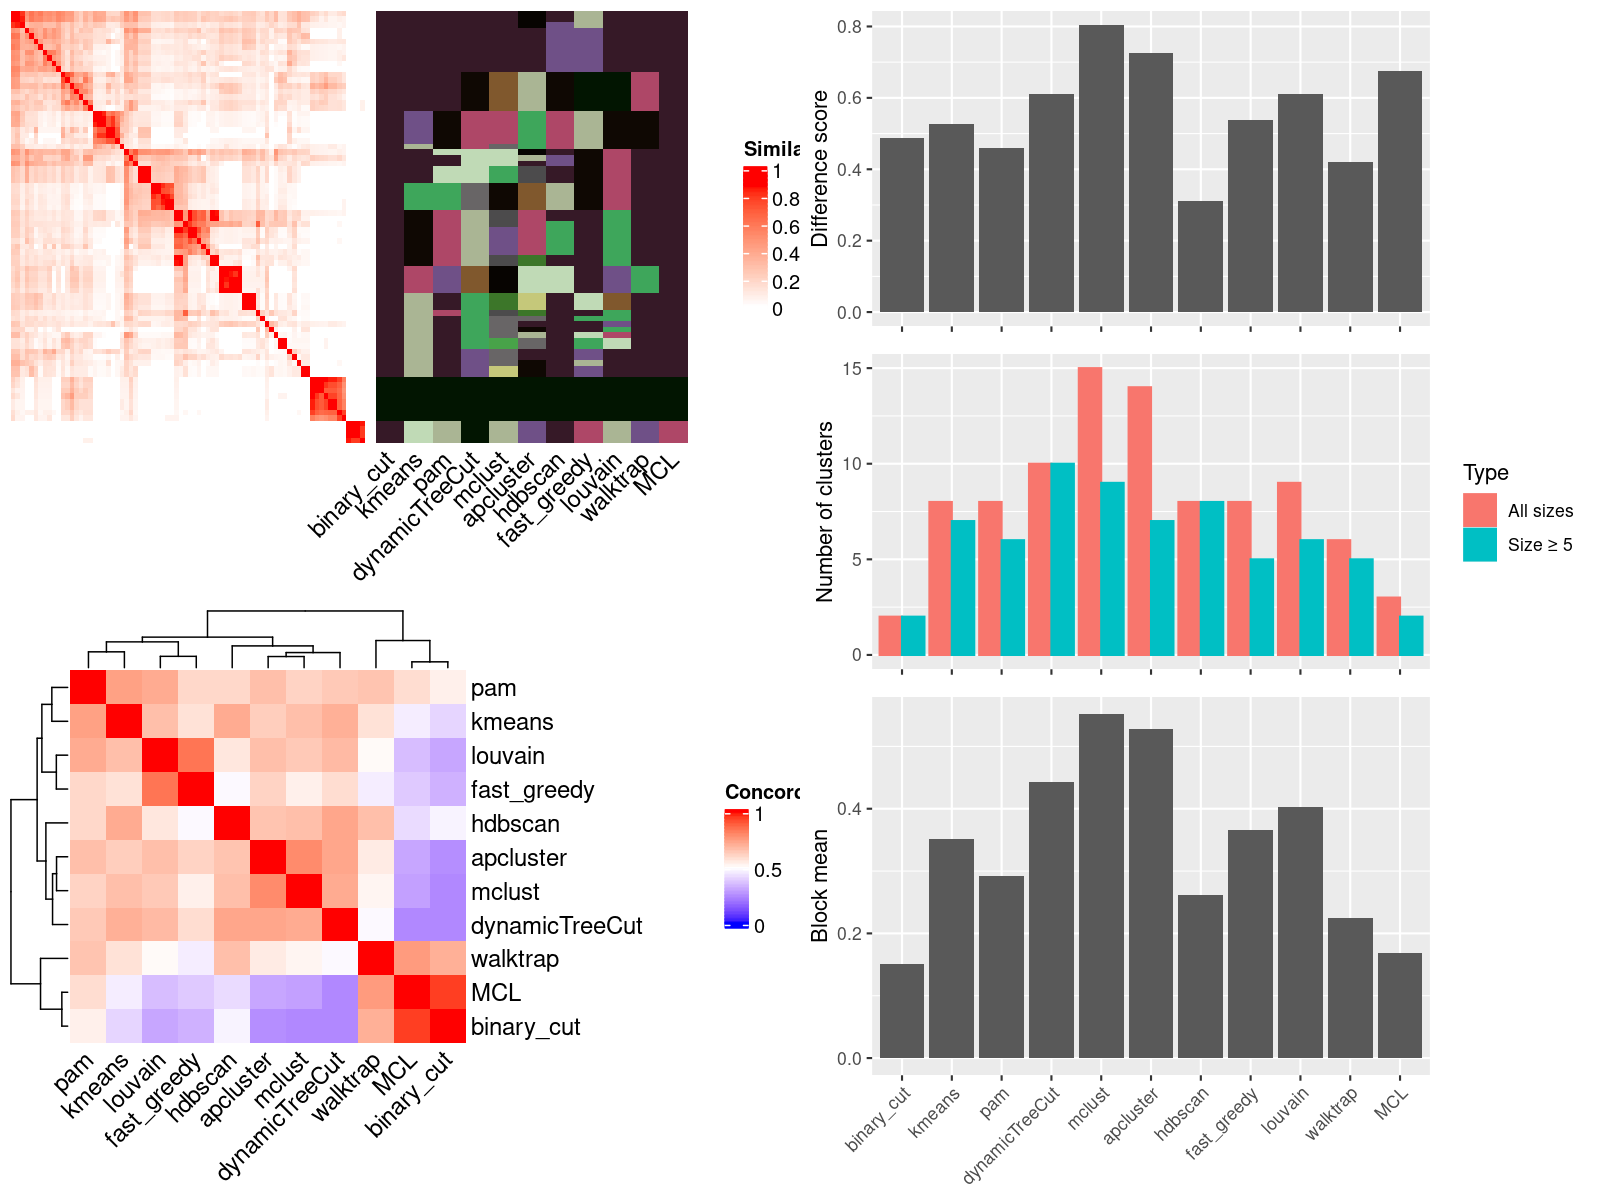 Simila
1
0.8
0.6
0.4
0.2
0
binary_cut
kmeans
pam
dynamicTreeCut
mclust
apcluster
hdbscan
fast_greedy
louvain
walktrap
MCL
pam
kmeans
louvain
fast_greedy
hdbscan
apcluster
mclust
dynamicTreeCut
walktrap
MCL
binary_cut
pam
kmeans
louvain
fast_greedy
hdbscan
apcluster
mclust
dynamicTreeCut
walktrap
MCL
binary_cut
Concord
1
0.5
0
Difference score
0.8
0.6
0.4
0.2
0.0
Number of clusters
15
10
5
0
Type
All sizes
Size ≥ 5
Block mean
0.4
0.2
0.0
binary_cut
kmeans
pam
dynamicTreeCut
mclust
apcluster
hdbscan
fast_greedy
louvain
walktrap
MCL